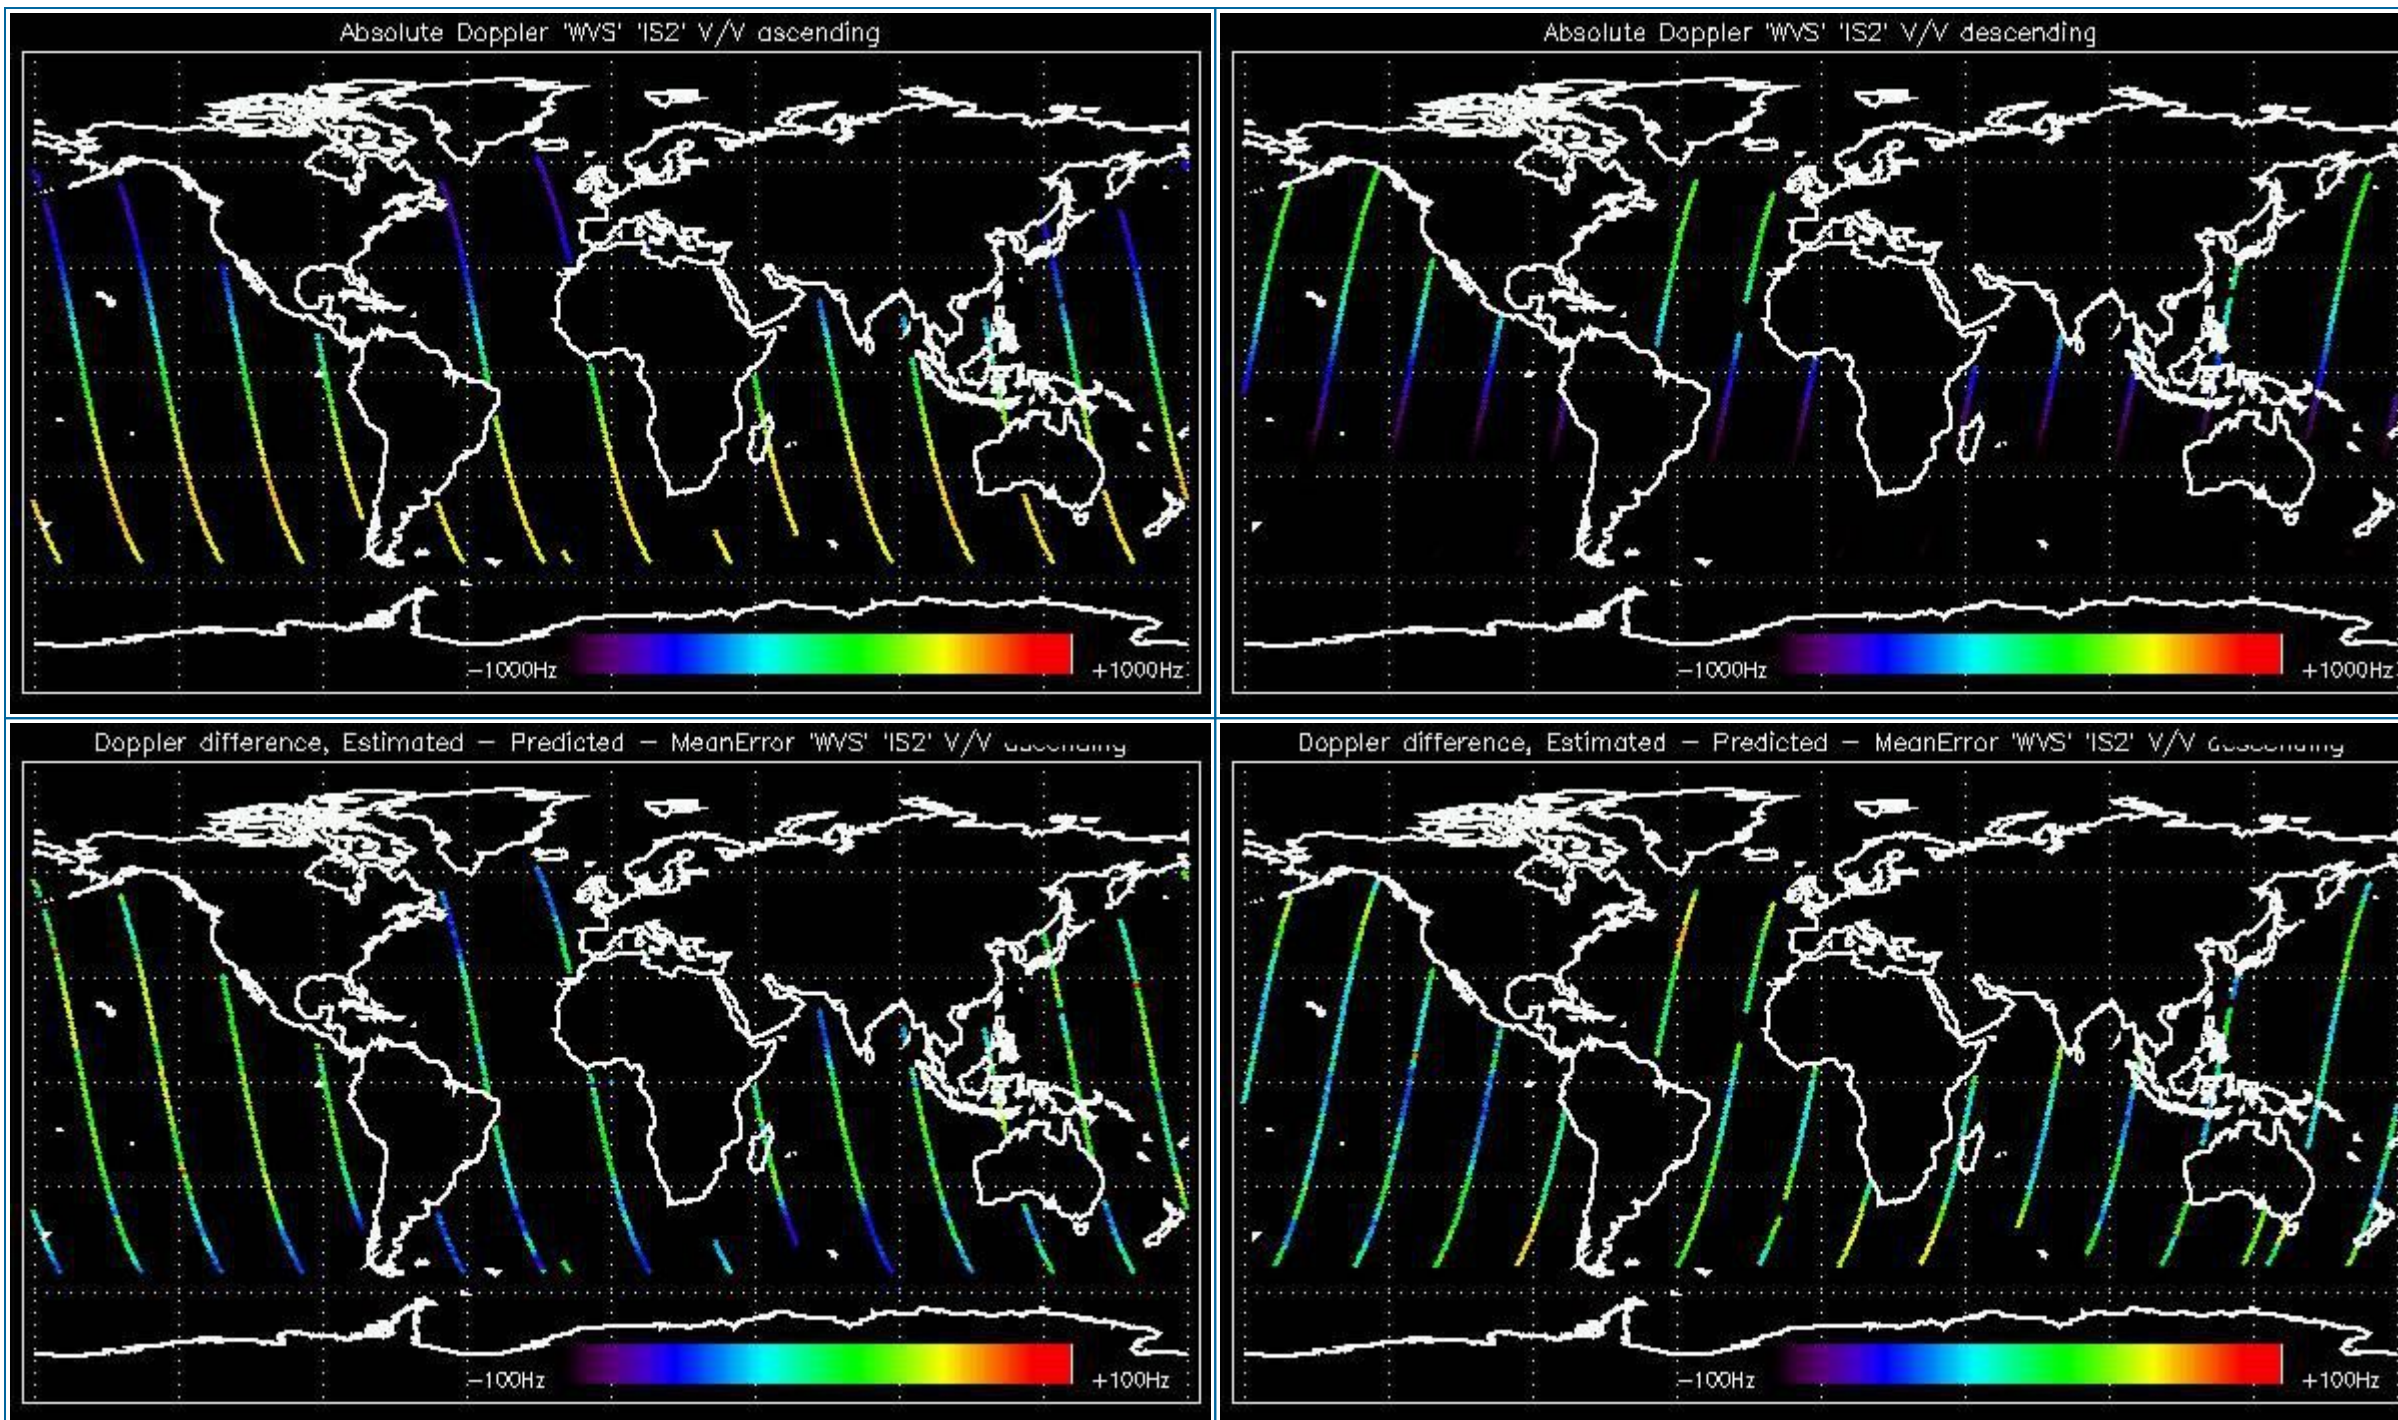 Absolute Doppler 'WVS' 'IS2' V/V ascending
-1000Hz
+1000Hz
Absolute Doppler 'WVS' 'IS2' V/V descending
-1000Hz
+1000Hz
Doppler difference, Estimated - Predicted - MeanError 'WVS' 'IS2' V/V
-100Hz
+100Hz
Doppler difference, Estimated - Predicted - MeanError 'WVS' 'IS2' V/V
-100Hz
+100Hz